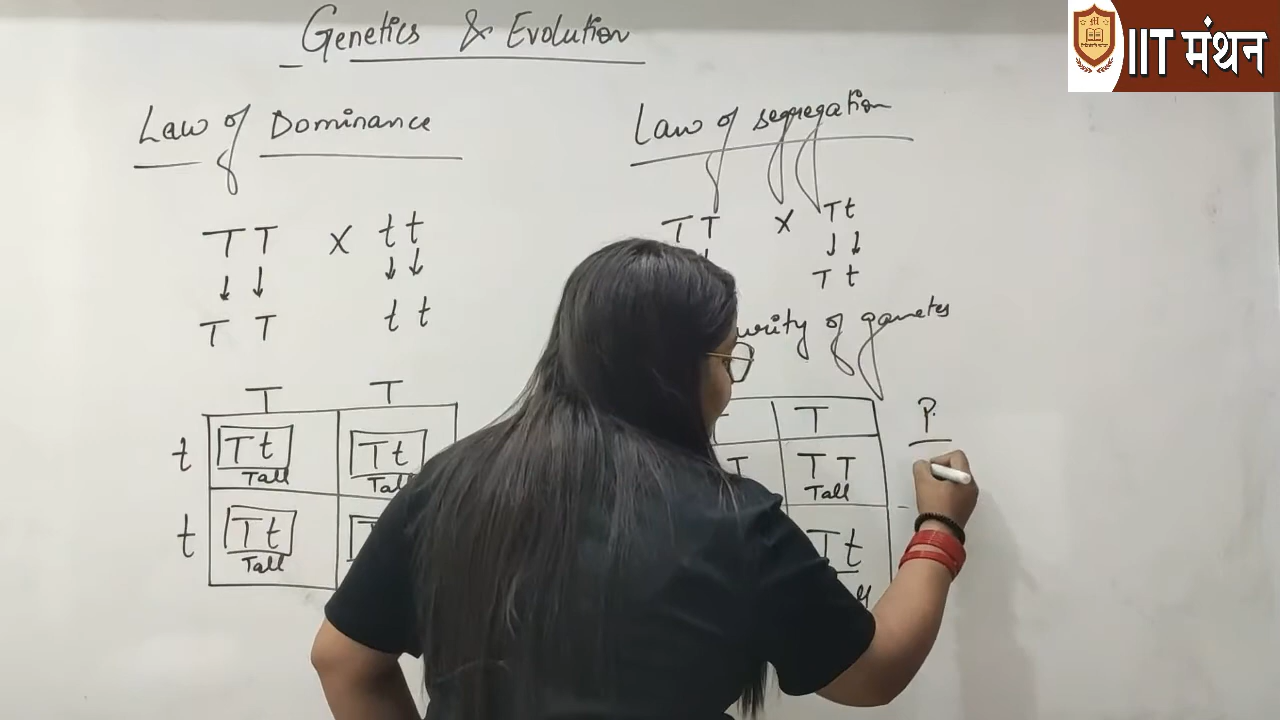 Genetics & Evolution
IIT मंथन
Law of Dominance
TT X tt
↓ ↓ ↓ ↓
T T t t
T T
t Tt Tt
Tall Tall
t Tt
Tall
Law of segregation
TT X Tt
↓ ↓
T t
of gametes
T
T TT
Tall
Tt
P.